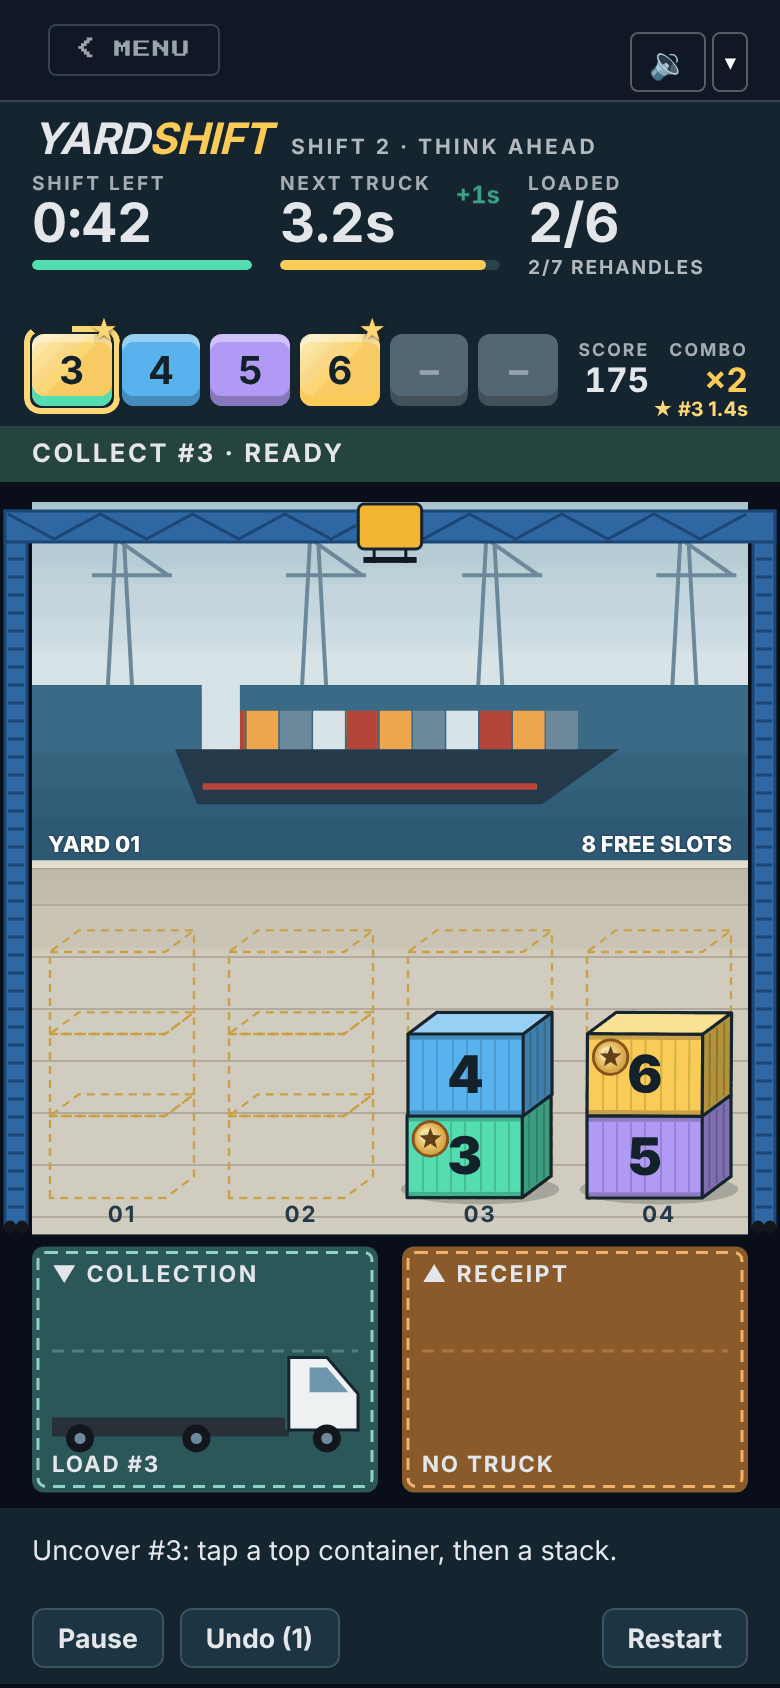 MENU
YARDSHIFT SHIFT 2 · THINK AHEAD
SHIFT LEFT NEXT TRUCK +1s LOADED
0:42 3.2s 2/6
2/7 REHANDLES
3 4 5 6 – –
SCORE COMBO
175 ×2
★ #3 1.4s
COLLECT #3 · READY
YARD 01 8 FREE SLOTS
4 6
3 5
01 02 03 04
▼ COLLECTION ▲ RECEIPT
LOAD #3 NO TRUCK
Uncover #3: tap a top container, then a stack.
Pause Undo (1) Restart